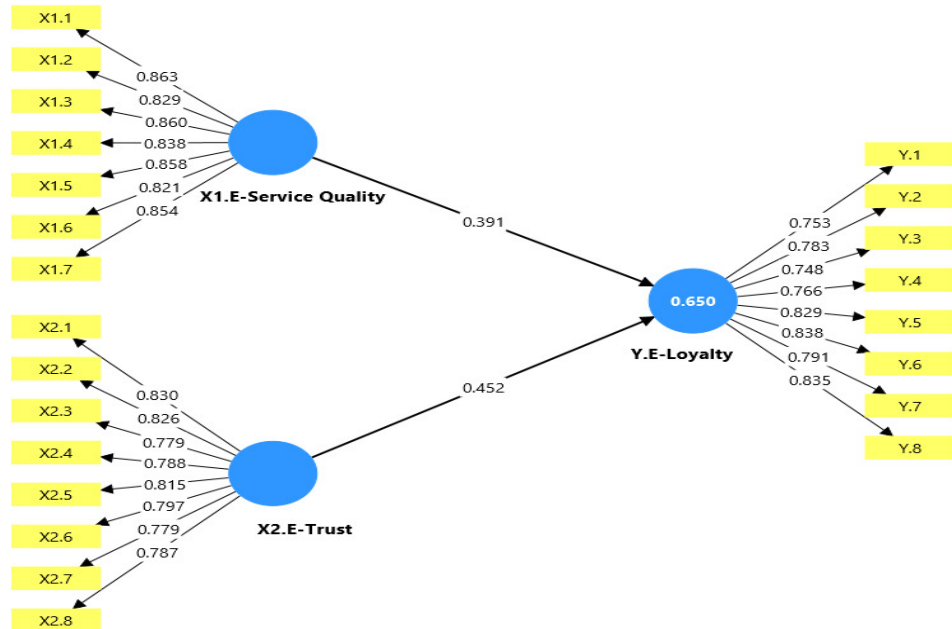 X1.1
X1.2
X1.3
X1.4
X1.5
X1.6
X1.7
0.863
0.829
0.860
0.838
0.858
0.821
0.854
X1.E-Service Quality
0.391
X2.1
X2.2
X2.3
X2.4
X2.5
X2.6
X2.7
X2.8
0.830
0.826
0.779
0.788
0.815
0.797
0.779
0.787
X2.E-Trust
0.452
0.650
Y.E-Loyalty
0.753
0.783
0.748
0.766
0.829
0.838
0.791
0.835
Y.1
Y.2
Y.3
Y.4
Y.5
Y.6
Y.7
Y.8